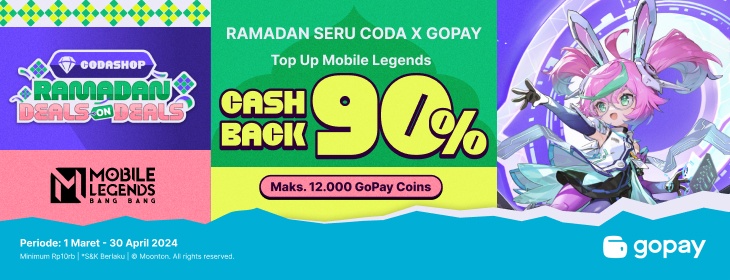 CODASHOP
RAMADAN
DEALS ON DEALS
MOBILE
LEGENDS
BANG BANG
RAMADAN SERU CODA X GOPAY
Top Up Mobile Legends
CASH
BACK
90%
Maks. 12.000 GoPay Coins
Periode: 1 Maret - 30 April 2024
Minimum Rp10rb | *S&K Berlaku | © Moonton. All rights reserved.
gopay